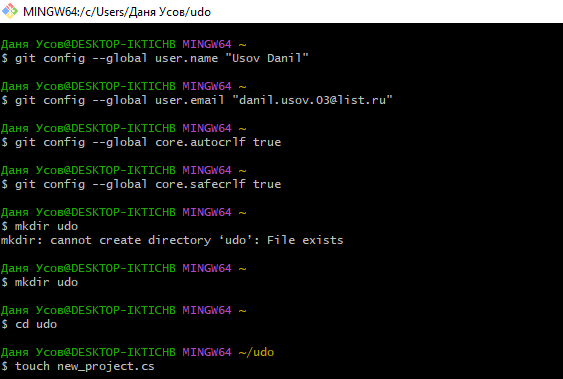 MINGW64:/c/Users/Даня Усов/udo
Даня Усов@DESKTOP-IKTICHB MINGW64 ~
$ git config --global user.name "Usov Danil"
Даня Усов@DESKTOP-IKTICHB MINGW64 ~
$ git config --global user.email "danil.usov.03@list.ru"
Даня Усов@DESKTOP-IKTICHB MINGW64 ~
$ git config --global core.autocrlf true
Даня Усов@DESKTOP-IKTICHB MINGW64 ~
$ git config --global core.safecrlf true
Даня Усов@DESKTOP-IKTICHB MINGW64 ~
$ mkdir udo
mkdir: cannot create directory ‘udo’: File exists
Даня Усов@DESKTOP-IKTICHB MINGW64 ~
$ mkdir udo
Даня Усов@DESKTOP-IKTICHB MINGW64 ~
$ cd udo
Даня Усов@DESKTOP-IKTICHB MINGW64 ~/udo
$ touch new_project.cs